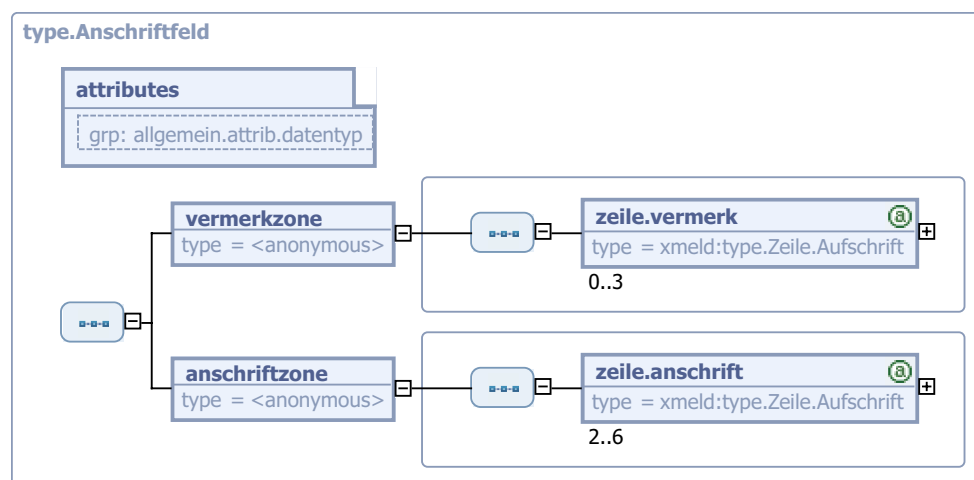 type.Anschriftfeld
attributes
grp: allgemein.attrib.datentyp
vermerkzone
type = <anonymous>
zeile.vermerk @
type = xmeld:type.Zeile.Aufschrift
0..3
anschriftzone
type = <anonymous>
zeile.anschrift @
type = xmeld:type.Zeile.Aufschrift
2..6